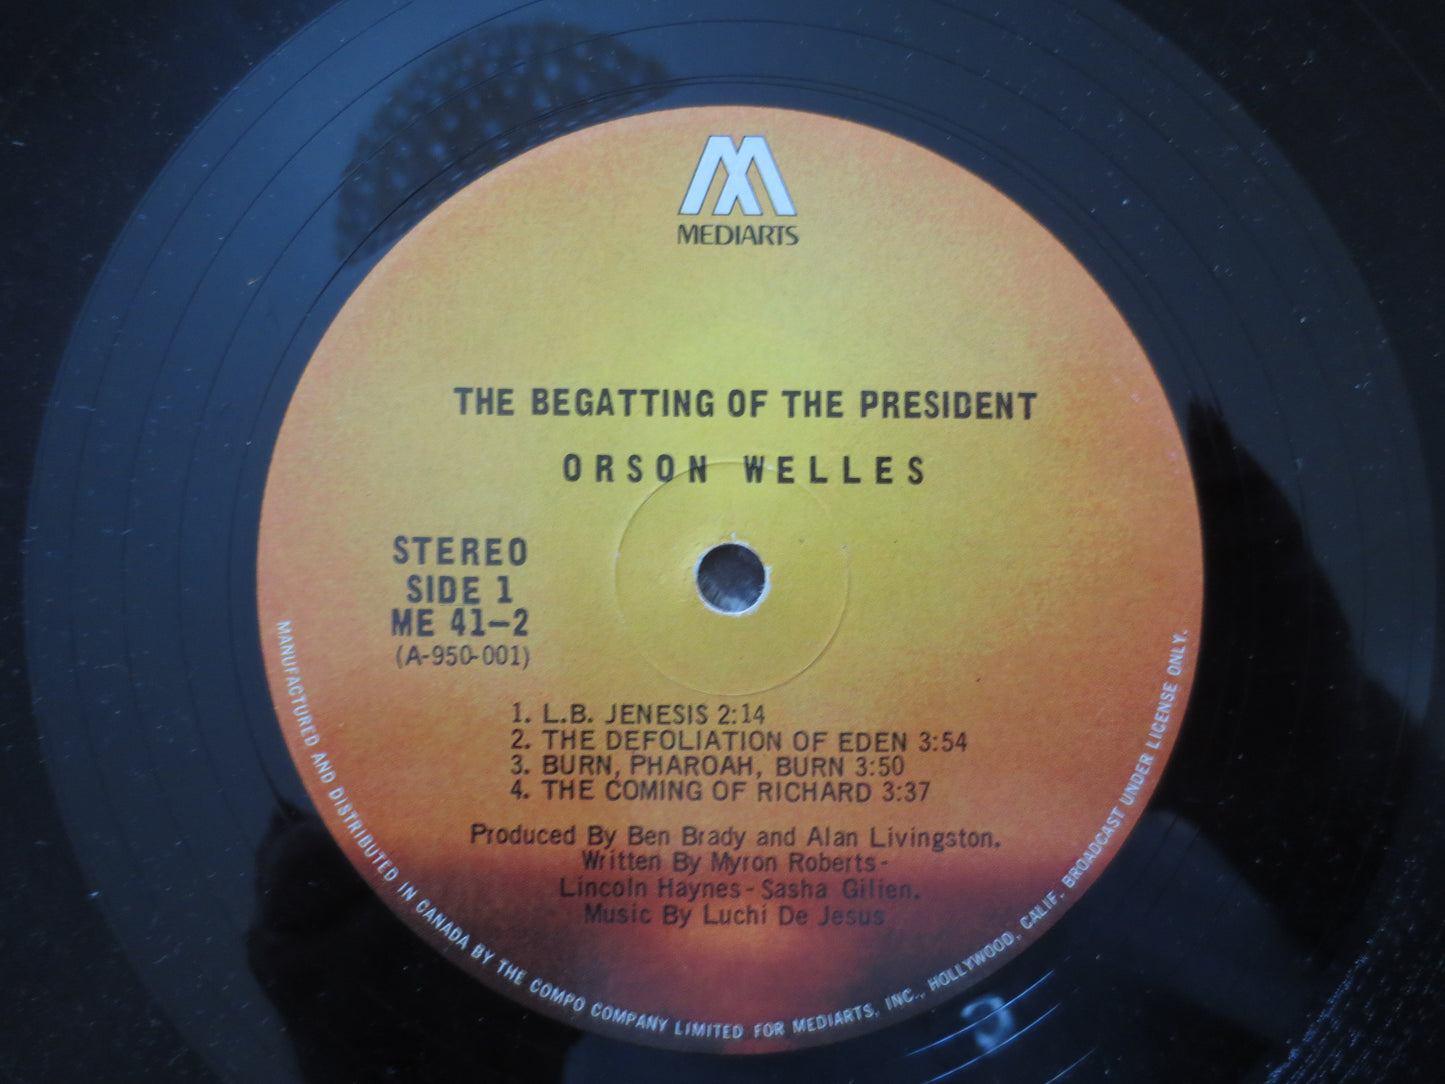 MEDIARTS
THE BEGATTING OF THE PRESIDENT
ORSON WELLES
STEREO
SIDE 1
ME 41-2
(A-950-001)
1. L.B. JENESIS 2:14
2. THE DEFOLIATION OF EDEN 3:54
3. BURN, PHAROAH, BURN 3:50
4. THE COMING OF RICHARD 3:37
Produced By Ben Brady and Alan Livingston.
Written By Myron Roberts-
Lincoln Haynes-Sasha Gilien.
Music By Luchi De Jesus
MANUFACTURED AND DISTRIBUTED IN CANADA BY THE COMPO COMPANY LIMITED FOR MEDIARTS, INC., HOLLYWOOD, CALIF. BROADCAST UNDER LICENSE ONLY.